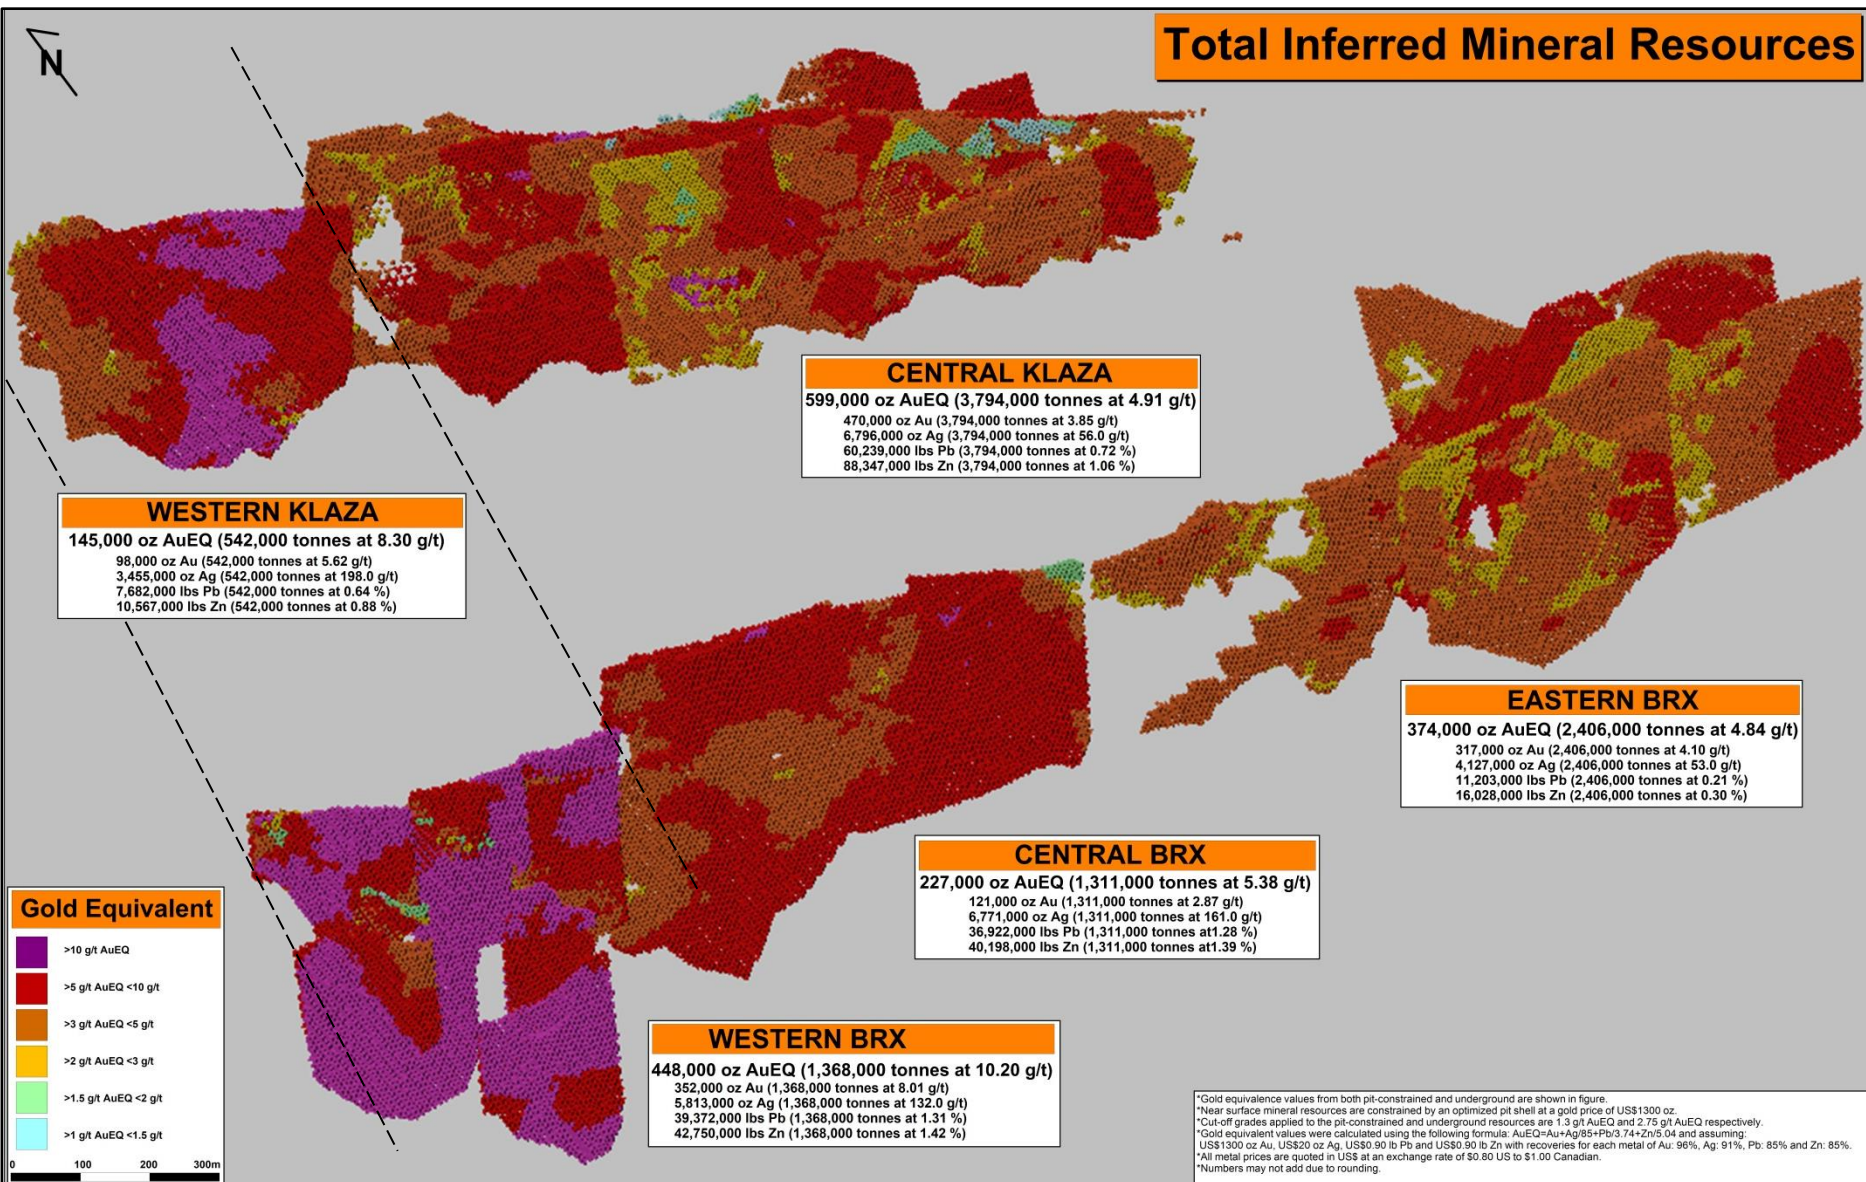 N
Total Inferred Mineral Resources
CENTRAL KLAZA
599,000 oz AuEQ (3,794,000 tonnes at 4.91 g/t)
470,000 oz Au (3,794,000 tonnes at 3.85 g/t)
6,796,000 oz Ag (3,794,000 tonnes at 56.0 g/t)
60,239,000 lbs Pb (3,794,000 tonnes at 0.72 %)
88,347,000 lbs Zn (3,794,000 tonnes at 1.06 %)
WESTERN KLAZA
145,000 oz AuEQ (542,000 tonnes at 8.30 g/t)
98,000 oz Au (542,000 tonnes at 5.62 g/t)
3,455,000 oz Ag (542,000 tonnes at 198.0 g/t)
7,682,000 lbs Pb (542,000 tonnes at 0.64 %)
10,567,000 lbs Zn (542,000 tonnes at 0.88 %)
EASTERN BRX
374,000 oz AuEQ (2,406,000 tonnes at 4.84 g/t)
317,000 oz Au (2,406,000 tonnes at 4.10 g/t)
4,127,000 oz Ag (2,406,000 tonnes at 53.0 g/t)
11,203,000 lbs Pb (2,406,000 tonnes at 0.21 %)
16,028,000 lbs Zn (2,406,000 tonnes at 0.30 %)
CENTRAL BRX
227,000 oz AuEQ (1,311,000 tonnes at 5.38 g/t)
121,000 oz Au (1,311,000 tonnes at 2.87 g/t)
6,771,000 oz Ag (1,311,000 tonnes at 161.0 g/t)
36,922,000 lbs Pb (1,311,000 tonnes at1.28 %)
40,198,000 lbs Zn (1,311,000 tonnes at1.39 %)
WESTERN BRX
448,000 oz AuEQ (1,368,000 tonnes at 10.20 g/t)
352,000 oz Au (1,368,000 tonnes at 8.01 g/t)
5,813,000 oz Ag (1,368,000 tonnes at 132.0 g/t)
39,372,000 lbs Pb (1,368,000 tonnes at 1.31 %)
42,750,000 lbs Zn (1,368,000 tonnes at 1.42 %)
Gold Equivalent
>10 g/t AuEQ
>5 g/t AuEQ <10 g/t
>3 g/t AuEQ <5 g/t
>2 g/t AuEQ <3 g/t
>1.5 g/t AuEQ <2 g/t
>1 g/t AuEQ <1.5 g/t
0 100 200 300m
*Gold equivalence values from both pit-constrained and underground are shown in figure.
*Near surface mineral resources are constrained by an optimized pit shell at a gold price of US$1300 oz.
*Cut-off grades applied to the pit-constrained and underground resources are 1.3 g/t AuEQ and 2.75 g/t AuEQ respectively.
*Gold equivalent values were calculated using the following formula: AuEQ=Au+Ag/85+Pb/3.74+Zn/5.04 and assuming:
US$1300 oz Au, US$20 oz Ag, US$0.90 lb Pb and US$0.90 lb Zn with recoveries for each metal of Au: 96%, Ag: 91%, Pb: 85% and Zn: 85%.
*All metal prices are quoted in US$ at an exchange rate of $0.80 US to $1.00 Canadian.
*Numbers may not add due to rounding.